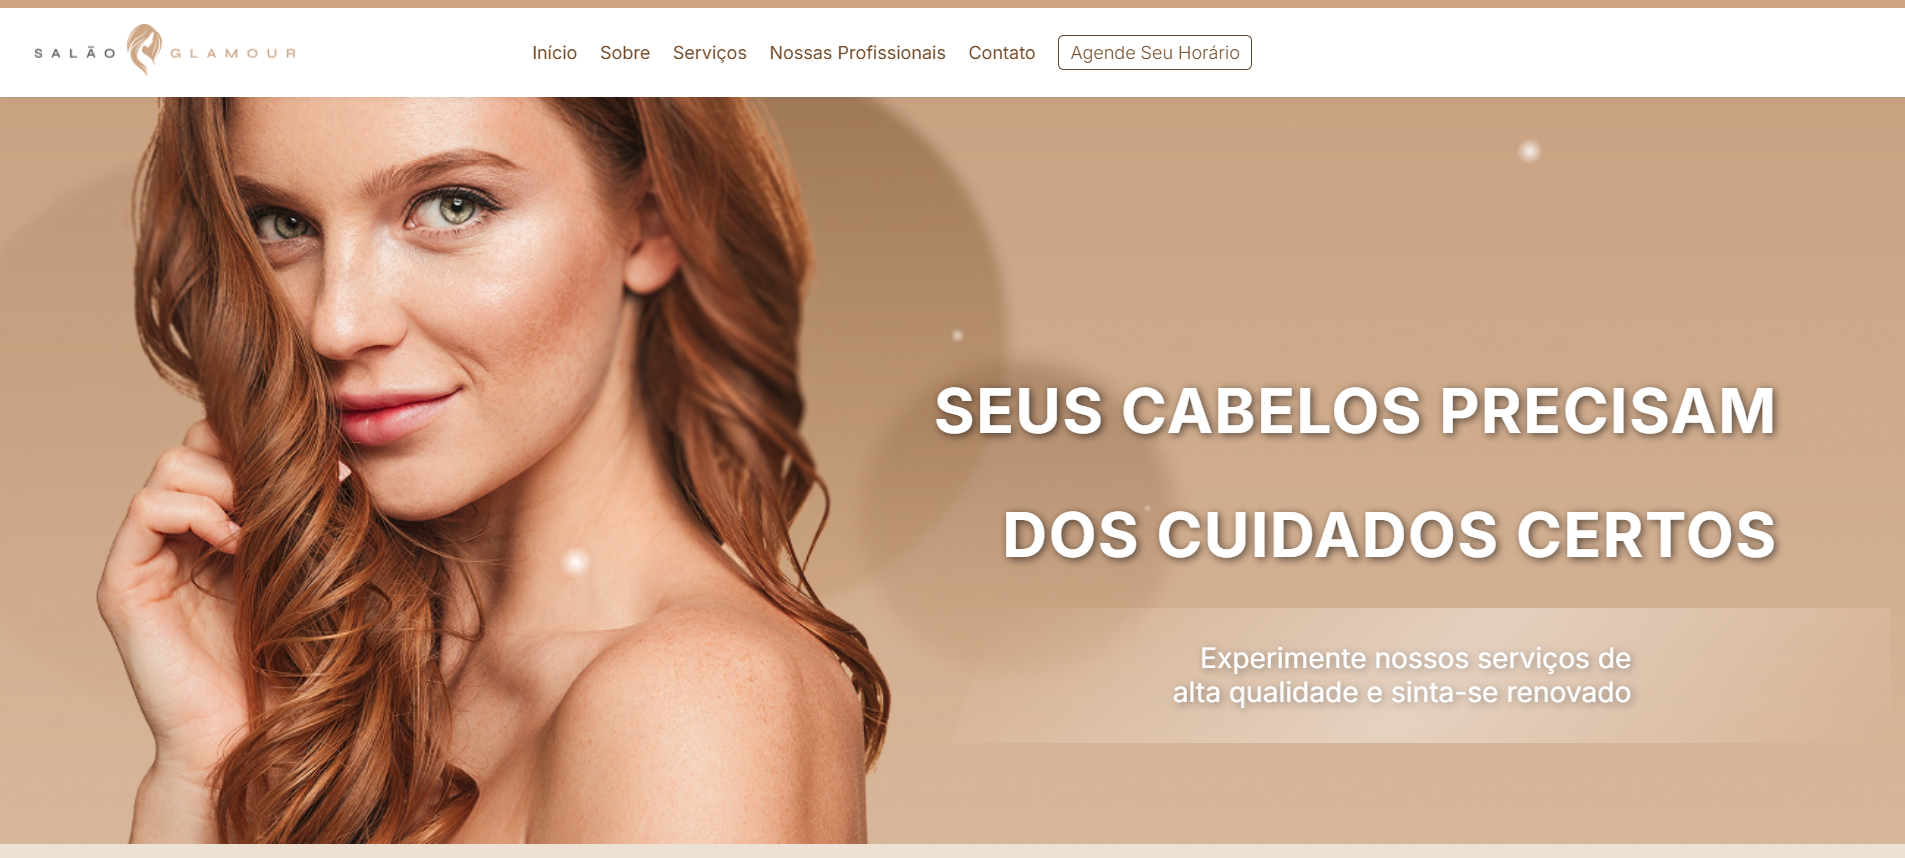 SALÃO GLAMOUR
Início Sobre Serviços Nossas Profissionais Contato Agende Seu Horário
SEUS CABELOS PRECISAM
DOS CUIDADOS CERTOS
Experimente nossos serviços de
alta qualidade e sinta-se renovado